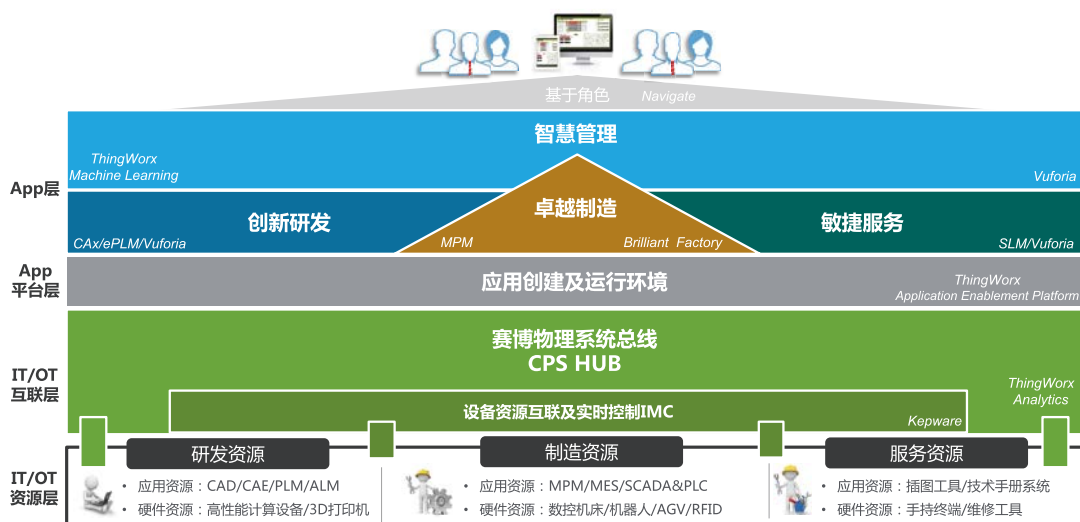 基于角色 Navigate
智慧管理
ThingWorx
Machine Learning
Vuforia
App层
创新研发
卓越制造
敏捷服务
CAx/ePLM/Vuforia
MPM
Brilliant Factory
SLM/Vuforia
App
平台层
应用创建及运行环境
ThingWorx
Application Enablement Platform
赛博物理系统总线
CPS HUB
IT/OT
互联层
ThingWorx
Analytics
设备资源互联及实时控制IMC
Kepware
研发资源
制造资源
服务资源
IT/OT
资源层
• 应用资源：CAD/CAE/PLM/ALM
• 硬件资源：高性能计算设备/3D打印机
• 应用资源：MPM/MES/SCADA&PLC
• 硬件资源：数控机床/机器人/AGV/RFID
• 应用资源：插图工具/技术手册系统
• 硬件资源：手持终端/维修工具